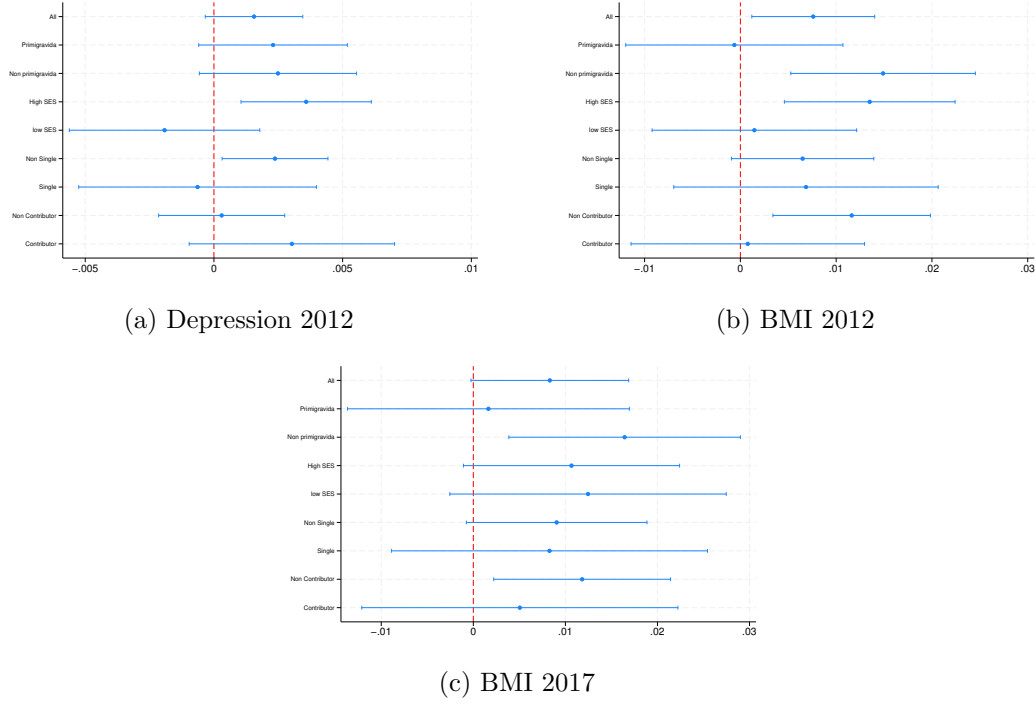 All
Primigravida
Non primigravida
High SES
low SES
Non Single
Single
Non Contributor
Contributor
-.005 0 .005 .01
(a) Depression 2012
All
Primigravida
Non primigravida
High SES
low SES
Non Single
Single
Non Contributor
Contributor
-.01 0 .01 .02 .03
(b) BMI 2012
All
Primigravida
Non primigravida
High SES
low SES
Non Single
Single
Non Contributor
Contributor
-.01 0 .01 .02 .03
(c) BMI 2017